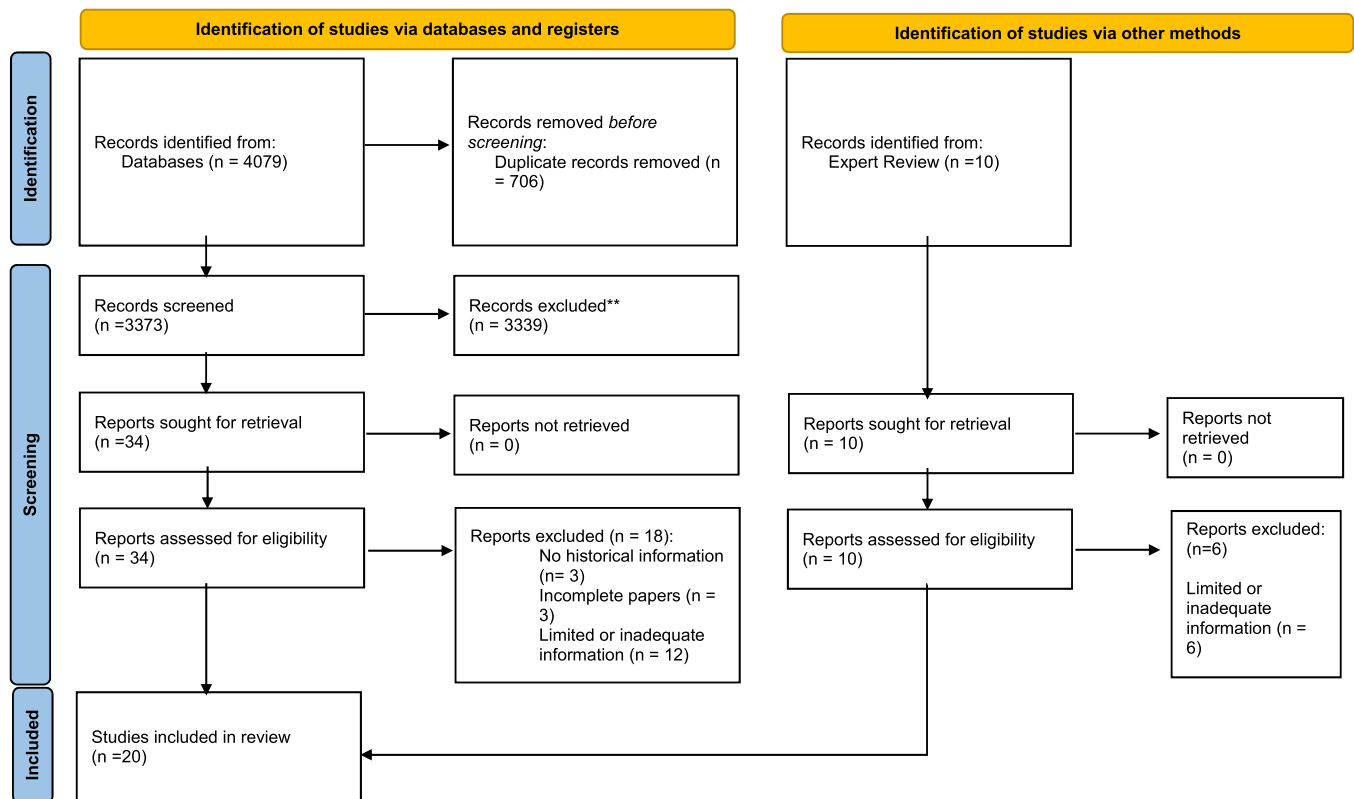 Identification of studies via databases and registers
Identification of studies via other methods
Identification
Records identified from:
Databases (n = 4079)
Records removed before
screening:
Duplicate records removed (n
= 706)
Records identified from:
Expert Review (n =10)
Screening
Records screened
(n =3373)
Records excluded**
(n = 3339)
Reports sought for retrieval
(n =34)
Reports not retrieved
(n = 0)
Reports sought for retrieval
(n = 10)
Reports not
retrieved
(n = 0)
Reports assessed for eligibility
(n = 34)
Reports excluded (n = 18):
No historical information
(n= 3)
Incomplete papers (n =
3)
Limited or inadequate
information (n = 12)
Reports assessed for eligibility
(n = 10)
Reports excluded:
(n=6)
Limited or
inadequate
information (n =
6)
Included
Studies included in review
(n =20)